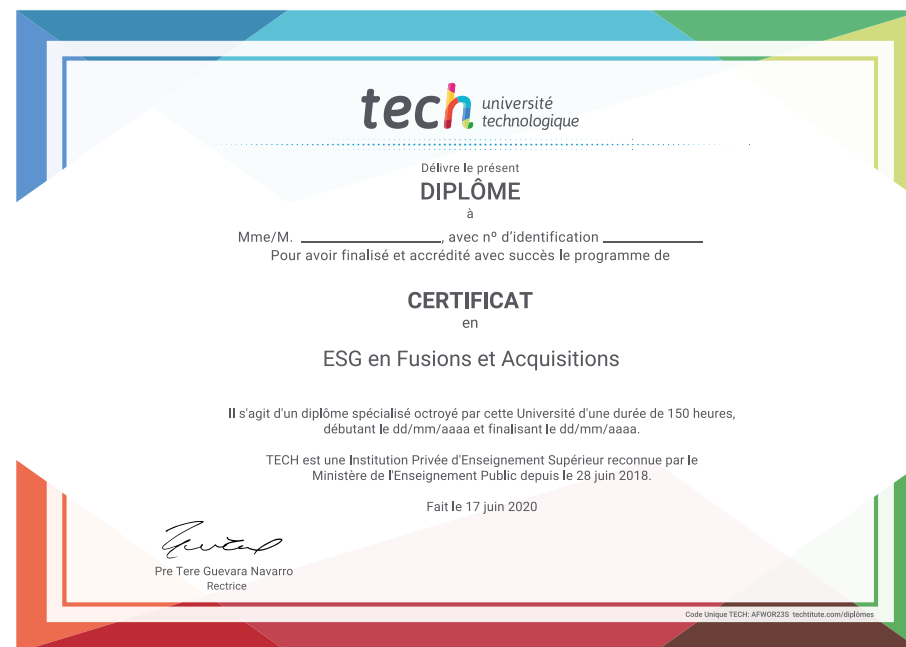 tech université
technologique
Délivre le présent
DIPLÔME
à
Mme/M. ____________________, avec nº d'identification ______________
Pour avoir finalisé et accrédité avec succès le programme de
CERTIFICAT
en
ESG en Fusions et Acquisitions
Il s'agit d'un diplôme spécialisé octroyé par cette Université d'une durée de 150 heures,
débutant le dd/mm/aaaa et finalisant le dd/mm/aaaa.
TECH est une Institution Privée d'Enseignement Supérieur reconnue par le
Ministère de l'Enseignement Public depuis le 28 juin 2018.
Fait le 17 juin 2020
Pre Tere Guevara Navarro
Rectrice
Code Unique TECH: AFWOR23S techtitute.com/diplômes